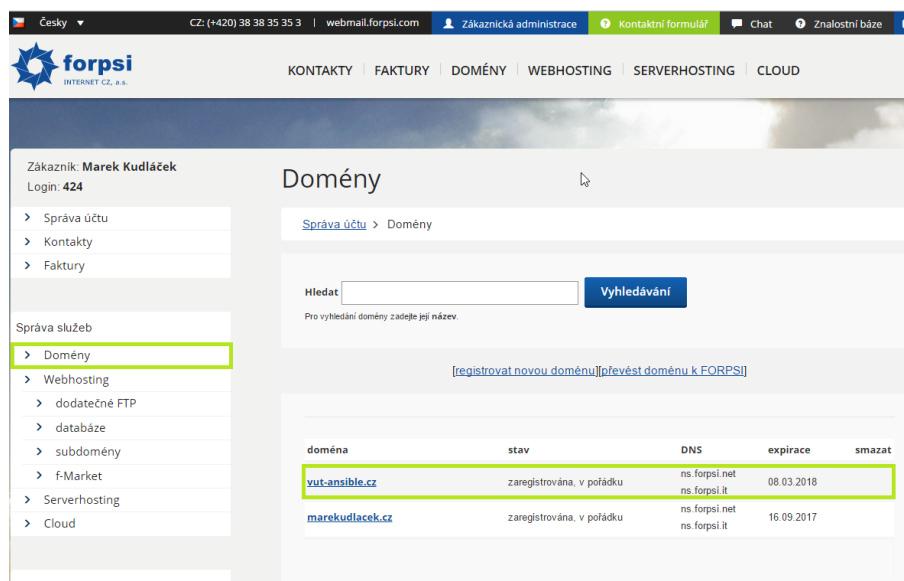 Česky CZ: (+420) 38 38 35 35 3 | webmail.forpsi.com Zákaznická administrace Kontaktní formulář Chat Znalostní báze
forpsi
INTERNET CZ, a.s.
KONTAKTY FAKTURY DOMÉNY WEBHOSTING SERVERHOSTING CLOUD
Zákazník: Marek Kudláček
Login: 424
Správa účtu
Kontakty
Faktury
Správa služeb
Domény
Webhosting
dodatečné FTP
databáze
subdomény
f-Market
Serverhosting
Cloud
Domény
Správa účtu > Domény
Hledat Vyhledávání
Pro vyhledání domény zadejte její název.
[registrovat novou doménu][převést doménu k FORPSI]
doména stav DNS expirace smazat
vut-ansible.cz zaregistrována, v pořádku ns.forpsi.net 08.03.2018
ns.forpsi.it
marekudlacek.cz zaregistrována, v pořádku ns.forpsi.net 16.09.2017
ns.forpsi.it